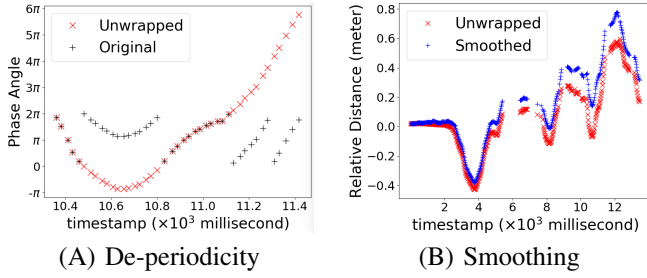 6π
5π
4π
3π
2π
π
0
-π
Phase Angle
Unwrapped
Original
10.4 10.6 10.8 11.0 11.2 11.4
timestamp (×10³ millisecond)
(A) De-periodicity
0.8
0.6
0.4
0.2
0.0
−0.2
−0.4
Relative Distance (meter)
Unwrapped
Smoothed
2 4 6 8 10 12
timestamp (×10³ millisecond)
(B) Smoothing